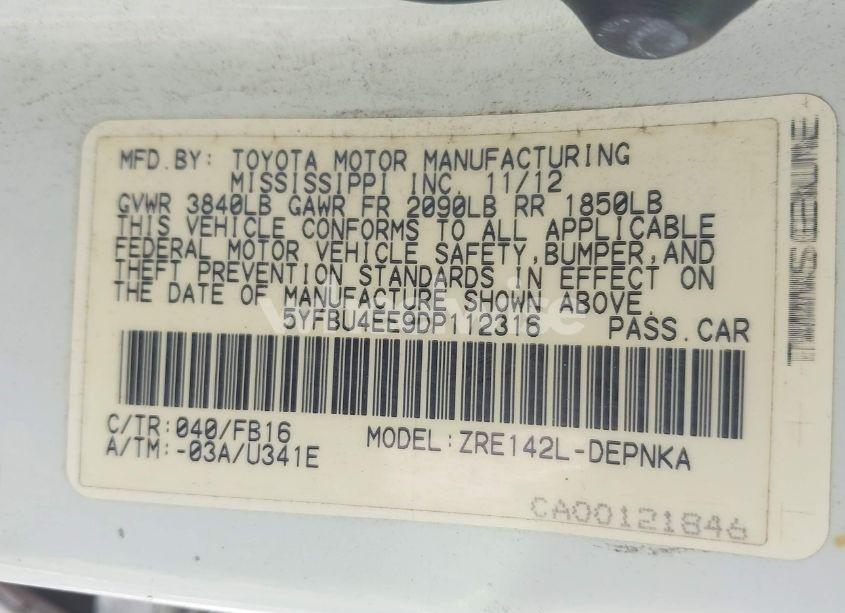 MFD.BY: TOYOTA MOTOR MANUFACTURING
MISSISSIPPI INC. 11/12
GVWR 3840LB GAWR FR 2090LB RR 1850LB
THIS VEHICLE CONFORMS TO ALL APPLICABLE
FEDERAL MOTOR VEHICLE SAFETY,BUMPER,AND
THEFT PREVENTION STANDARDS IN EFFECT ON
THE DATE OF MANUFACTURE SHOWN ABOVE.
5YFBU4EE9DP112316 PASS.CAR
C/TR:040/FB16
A/TM:-03A/U341E
MODEL:ZRE142L-DEPNKA
CA00121846